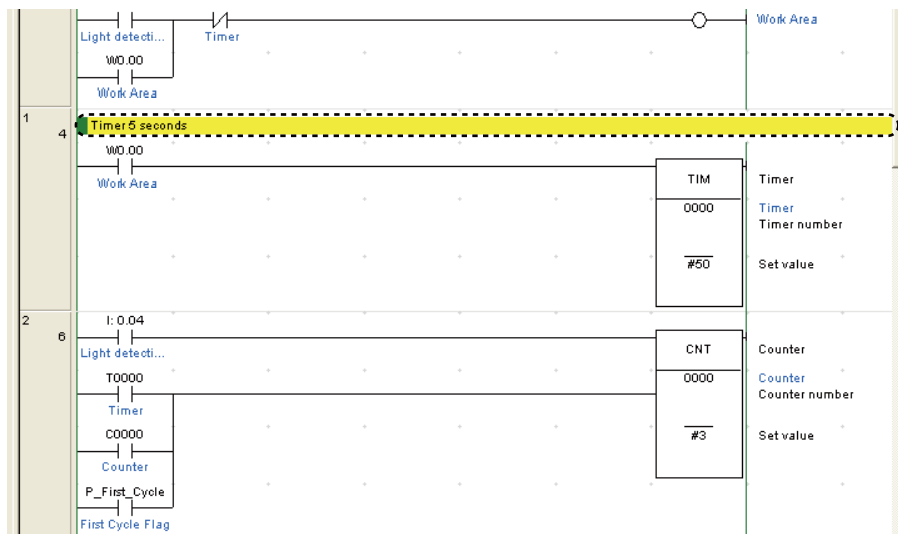 Light detecti... Timer Work Area
W0.00
Work Area
1 4 Timer 5 seconds
W0.00
Work Area TIM Timer
0000 Timer
Timer number
#50 Set value
2 6 I: 0.04
Light detecti... CNT Counter
T0000 0000 Counter
Timer Counter number
C0000 #3 Set value
Counter
P_First_Cycle
First Cycle Flag